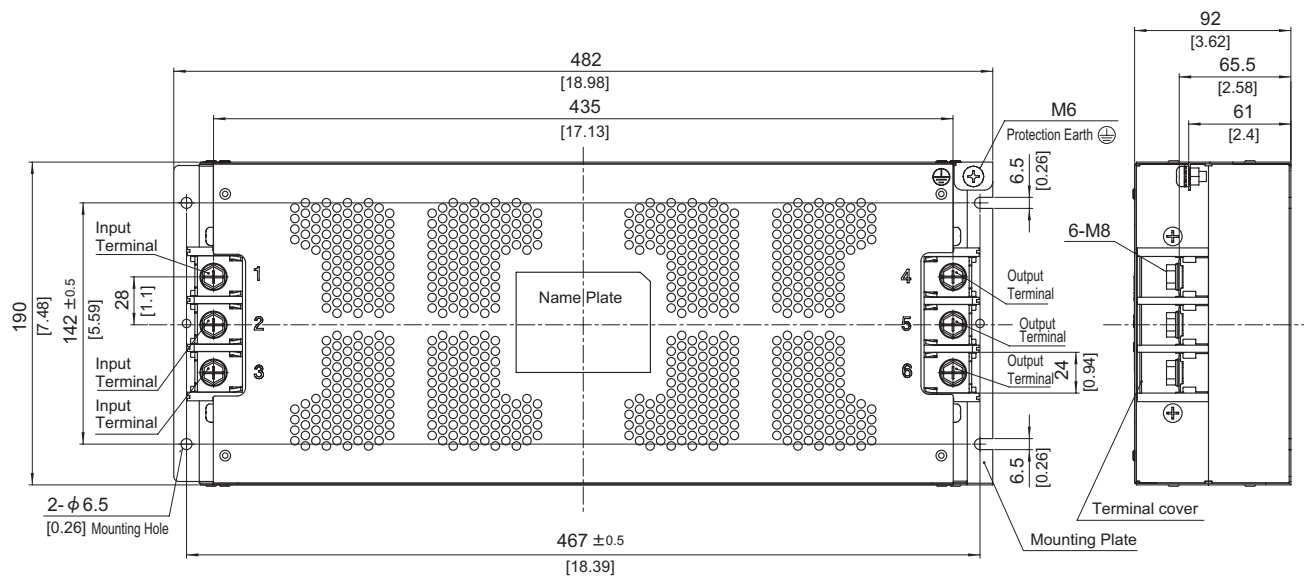 482
[18.98]
435
[17.13]
M6
Protection Earth
6.5
[0.26]
92
[3.62]
65.5
[2.58]
61
[2.4]
6-M8
Input
Terminal
1
2
3
Input
Terminal
Input
Terminal
190
[7.48]
142 ±0.5
[5.59]
28
[1.1]
Name Plate
4
5
6
Output
Terminal
Output
Terminal
Output
Terminal
24
[0.94]
6.5
[0.26]
2-ϕ6.5
[0.26] Mounting Hole
467 ±0.5
[18.39]
Mounting Plate
Terminal cover